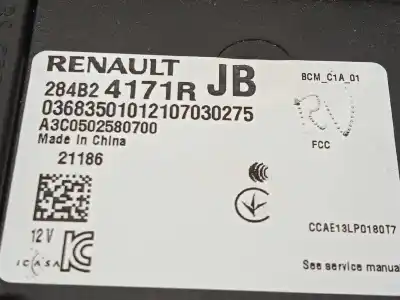 RENAULT JB
284B2 4171R
03683501012107030275
A3C0502580700
Made in China
21186
BCM_C1A_01
FCC
CCAE13LP0180T7
12V
ICASA
See service manual